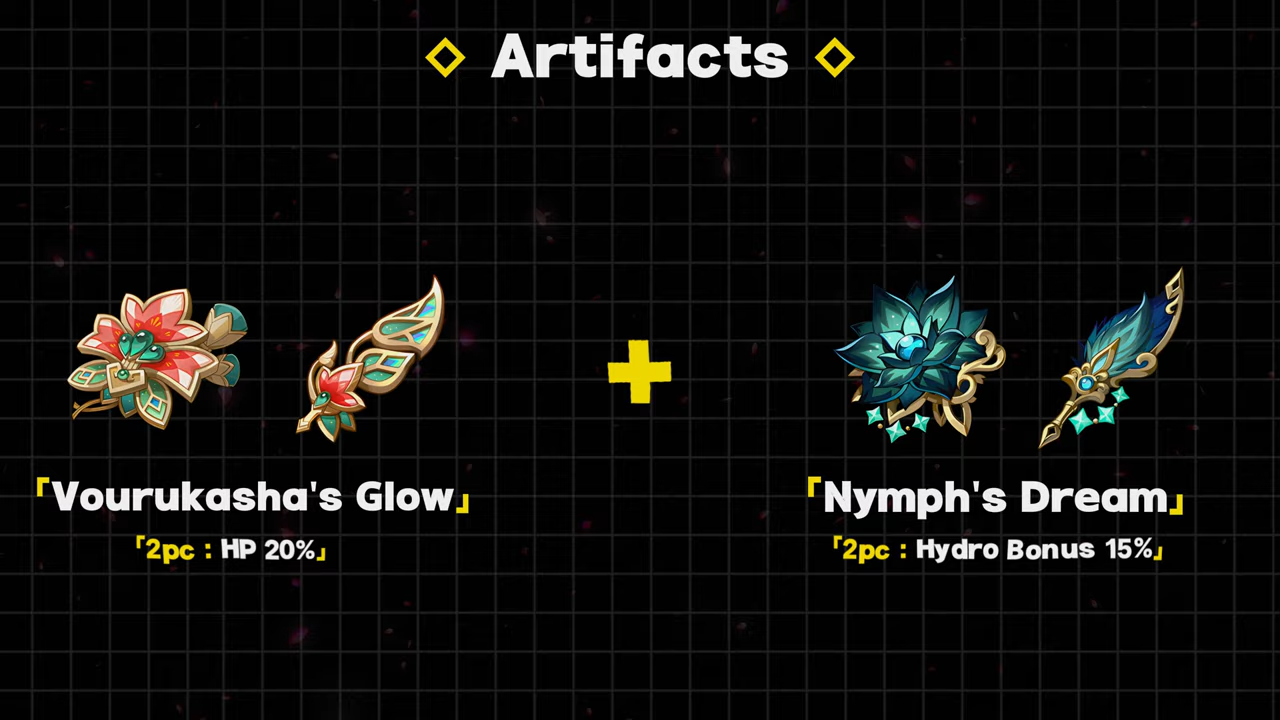 Artifacts
「Vourukasha's Glow」
「2pc : HP 20%」
「Nymph's Dream」
「2pc : Hydro Bonus 15%」